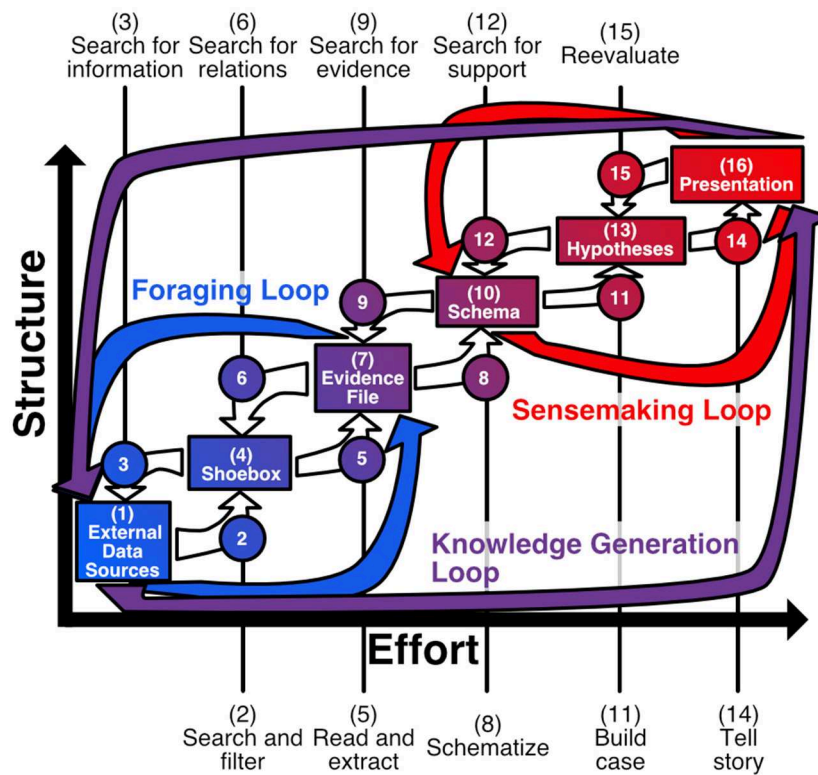 (3)
Search for
information
(6)
Search for
relations
(9)
Search for
evidence
(12)
Search for
support
(15)
Reevaluate
Structure
15
(16)
Presentation
12
(13)
Hypotheses
14
Foraging Loop
9
(10)
Schema
11
6
(7)
Evidence
File
8
Sensemaking Loop
3
(4)
Shoebox
5
(1)
External
Data
Sources
2
Knowledge Generation
Loop
Effort
(2)
Search and
filter
(5)
Read and
extract
(8)
Schematize
(11)
Build
case
(14)
Tell
story